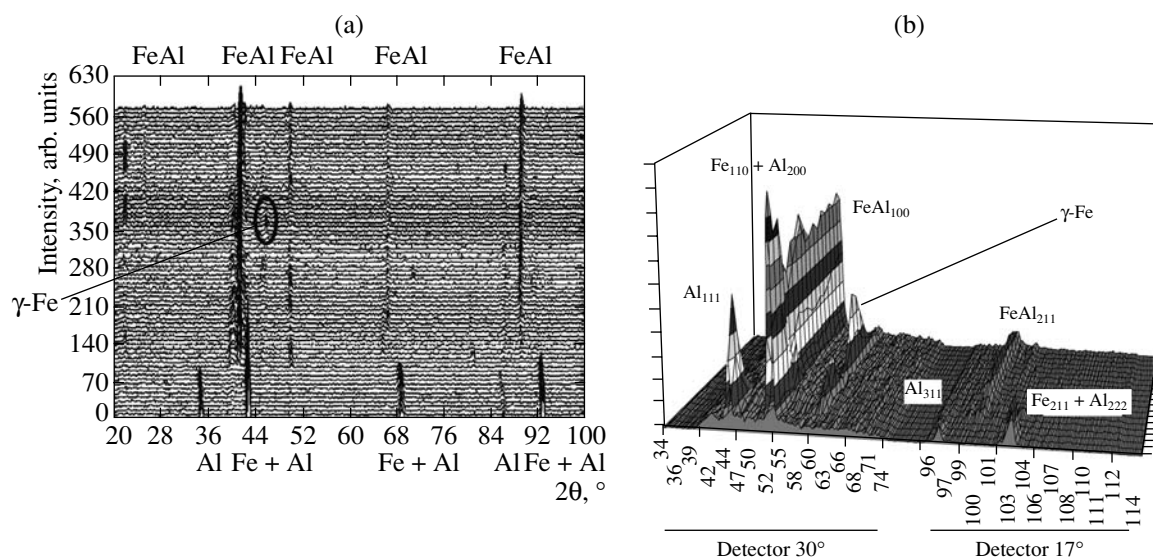 (a)
FeAl FeAl FeAl FeAl FeAl
Intensity, arb. units
630
560
490
420
350
280
210
140
70
0
γ-Fe
20 28 36 44 52 60 68 76 84 92 100
Al Fe + Al Fe + Al Al Fe + Al
2θ, °
(b)
Fe₁₁₀ + Al₂₀₀
FeAl₁₀₀
γ-Fe
Al₁₁₁
FeAl₂₁₁
Al₃₁₁
Fe₂₁₁ + Al₂₂₂
34 36 39 42 44 47 50 52 55 58 60 63 66 68 71 74 96 97 99 100 101 103 104 106 107 108 110 111 112 114
Detector 30° Detector 17°